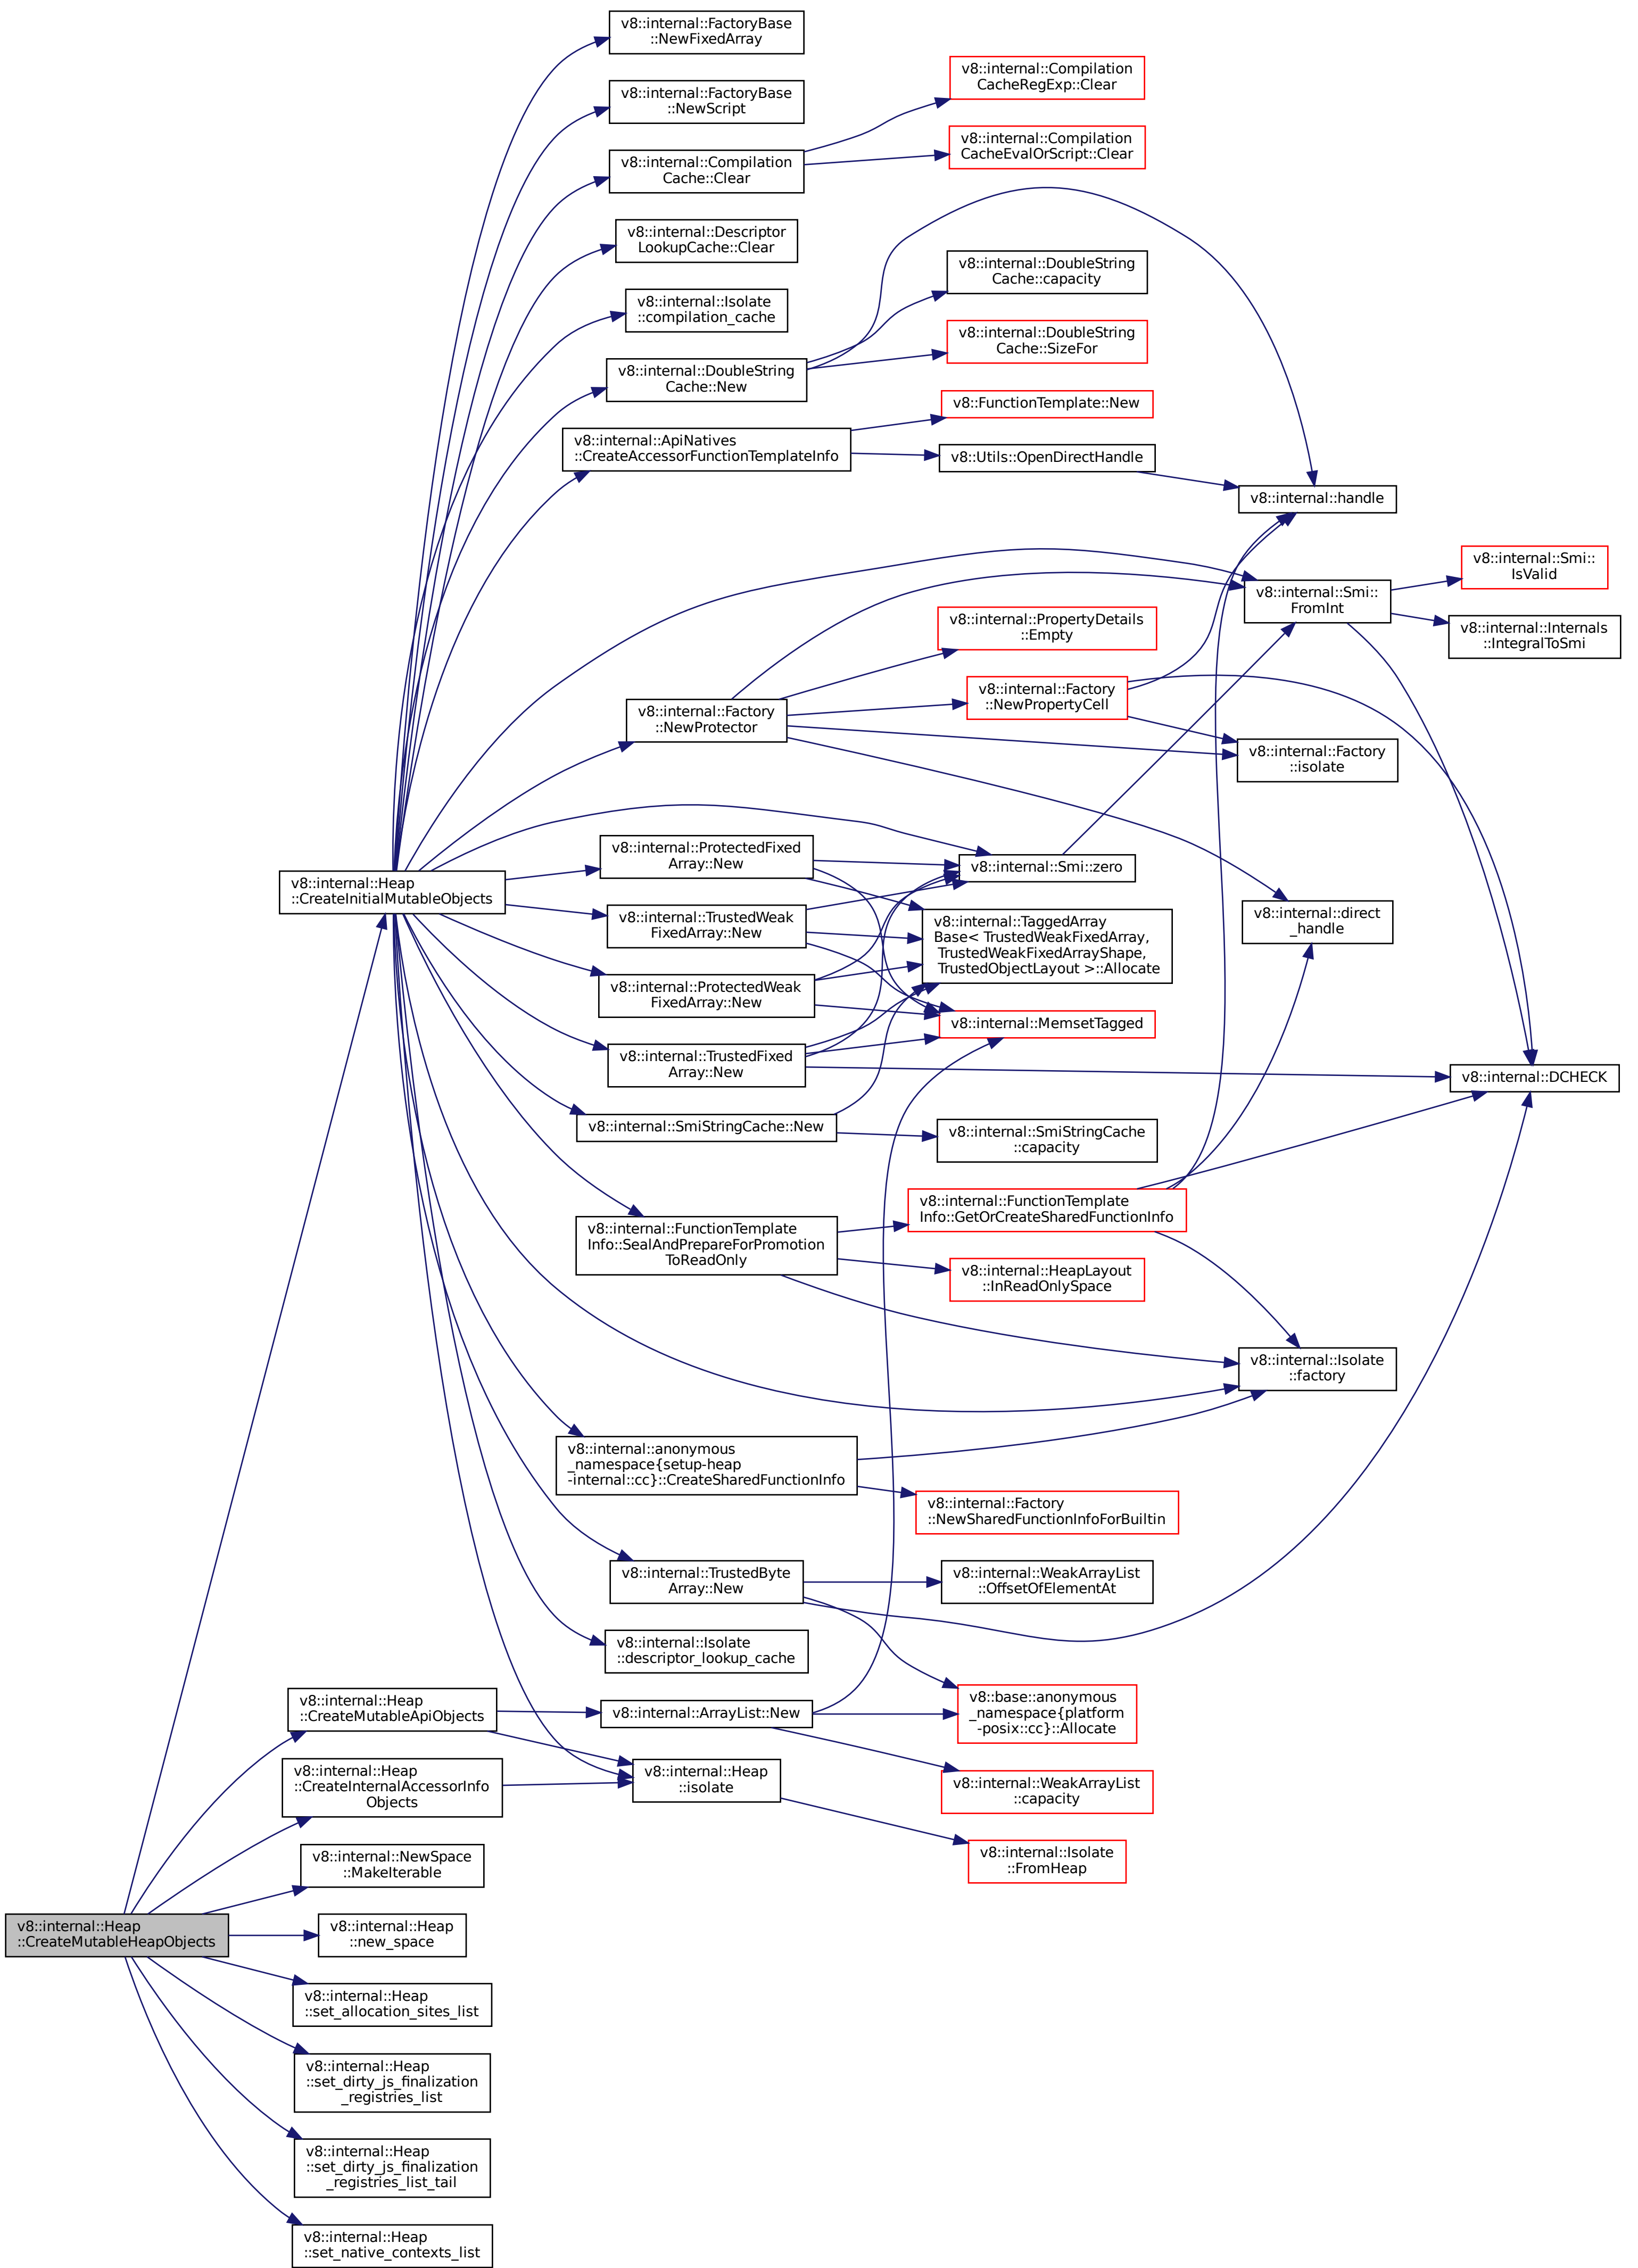 v8::internal::FactoryBase
::NewFixedArray
v8::internal::FactoryBase
::NewScript
v8::internal::Compilation
Cache::Clear
v8::internal::Descriptor
LookupCache::Clear
v8::internal::Isolate
::compilation_cache
v8::internal::DoubleString
Cache::New
v8::internal::ApiNatives
::CreateAccessorFunctionTemplateInfo
v8::internal::Compilation
CacheRegExp::Clear
v8::internal::Compilation
CacheEvalOrScript::Clear
v8::internal::DoubleString
Cache::capacity
v8::internal::DoubleString
Cache::SizeFor
v8::FunctionTemplate::New
v8::Utils::OpenDirectHandle
v8::internal::handle
v8::internal::Smi::
IsValid
v8::internal::Smi::
FromInt
v8::internal::Internals
::IntegralToSmi
v8::internal::PropertyDetails
::Empty
v8::internal::Factory
::NewProtector
v8::internal::Factory
::NewPropertyCell
v8::internal::Factory
::isolate
v8::internal::Heap
::CreateInitialMutableObjects
v8::internal::ProtectedFixed
Array::New
v8::internal::Smi::zero
v8::internal::TrustedWeak
FixedArray::New
v8::internal::TaggedArray
Base< TrustedWeakFixedArray,
TrustedWeakFixedArrayShape,
TrustedObjectLayout >::Allocate
v8::internal::direct
_handle
v8::internal::ProtectedWeak
FixedArray::New
v8::internal::MemsetTagged
v8::internal::TrustedFixed
Array::New
v8::internal::DCHECK
v8::internal::SmiStringCache::New
v8::internal::SmiStringCache
::capacity
v8::internal::FunctionTemplate
Info::SealAndPrepareForPromotion
ToReadOnly
v8::internal::FunctionTemplate
Info::GetOrCreateSharedFunctionInfo
v8::internal::HeapLayout
::InReadOnlySpace
v8::internal::Isolate
::factory
v8::internal::anonymous
_namespace{setup-heap
-internal::cc}::CreateSharedFunctionInfo
v8::internal::Factory
::NewSharedFunctionInfoForBuiltin
v8::internal::TrustedByte
Array::New
v8::internal::WeakArrayList
::OffsetOfElementAt
v8::internal::Isolate
::descriptor_lookup_cache
v8::internal::Heap
::CreateMutableApiObjects
v8::internal::ArrayList::New
v8::base::anonymous
_namespace{platform
-posix::cc}::Allocate
v8::internal::Heap
::CreateInternalAccessorInfo
Objects
v8::internal::Heap
::isolate
v8::internal::WeakArrayList
::capacity
v8::internal::Isolate
::FromHeap
v8::internal::NewSpace
::MakeIterable
v8::internal::Heap
::CreateMutableHeapObjects
v8::internal::Heap
::new_space
v8::internal::Heap
::set_allocation_sites_list
v8::internal::Heap
::set_dirty_js_finalization
_registries_list
v8::internal::Heap
::set_dirty_js_finalization
_registries_list_tail
v8::internal::Heap
::set_native_contexts_list